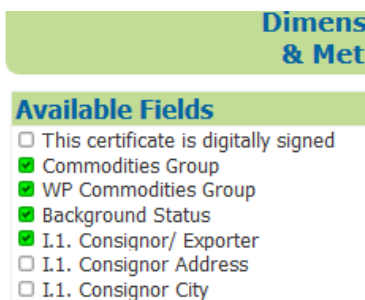 Dimens
& Met
Available Fields
This certificate is digitally signed
Commodities Group
WP Commodities Group
Background Status
I.1. Consignor/ Exporter
I.1. Consignor Address
I.1. Consignor City